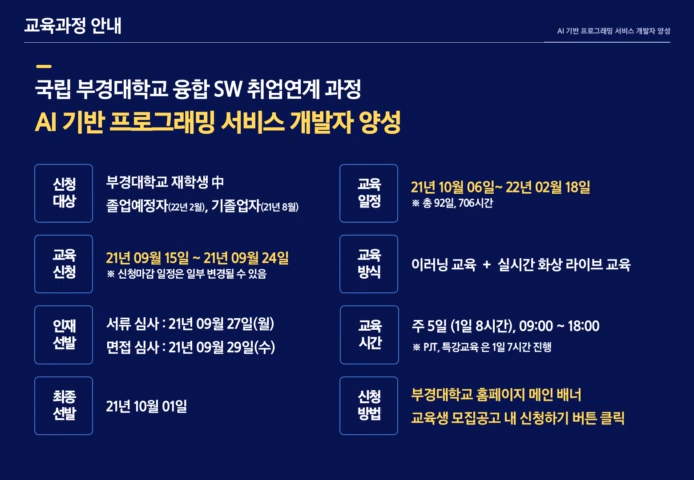 교육과정 안내
AI 기반 프로그래밍 서비스 개발자 양성
국립 부경대학교 융합 SW 취업연계 과정
AI 기반 프로그래밍 서비스 개발자 양성
신청
대상
부경대학교 재학생 中
졸업예정자(22년 2월), 기졸업자(21년 8월)
교육
신청
21년 09월 15일 ~ 21년 09월 24일
※ 신청마감 일정은 일부 변경될 수 있음
인재
선발
서류 심사 : 21년 09월 27일(월)
면접 심사 : 21년 09월 29일(수)
최종
선발
21년 10월 01일
교육
일정
21년 10월 06일~ 22년 02월 18일
※ 총 92일, 706시간
교육
방식
이러닝 교육 + 실시간 화상 라이브 교육
교육
시간
주 5일 (1일 8시간), 09:00 ~ 18:00
※ PJT, 특강교육 은 1일 7시간 진행
신청
방법
부경대학교 홈페이지 메인 배너
교육생 모집공고 내 신청하기 버튼 클릭